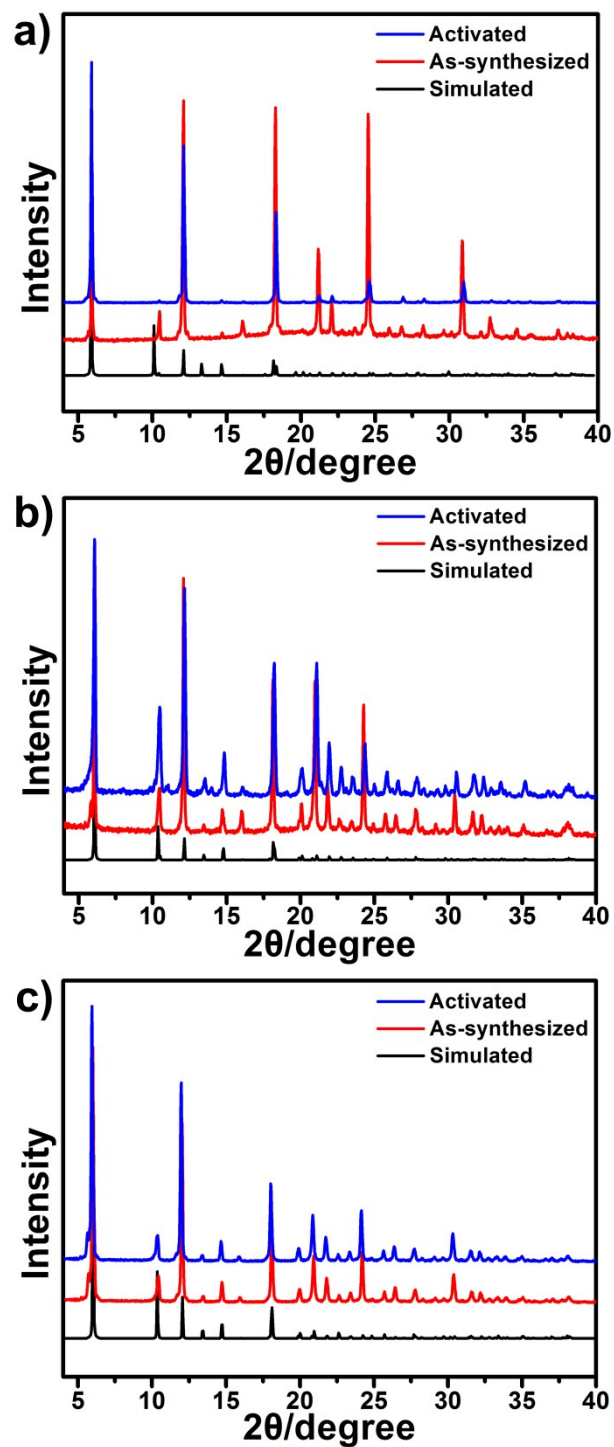 a)
Activated
As-synthesized
Simulated
Intensity
5 10 15 20 25 30 35 40
2θ/degree
b)
Activated
As-synthesized
Simulated
Intensity
5 10 15 20 25 30 35 40
2θ/degree
c)
Activated
As-synthesized
Simulated
Intensity
5 10 15 20 25 30 35 40
2θ/degree